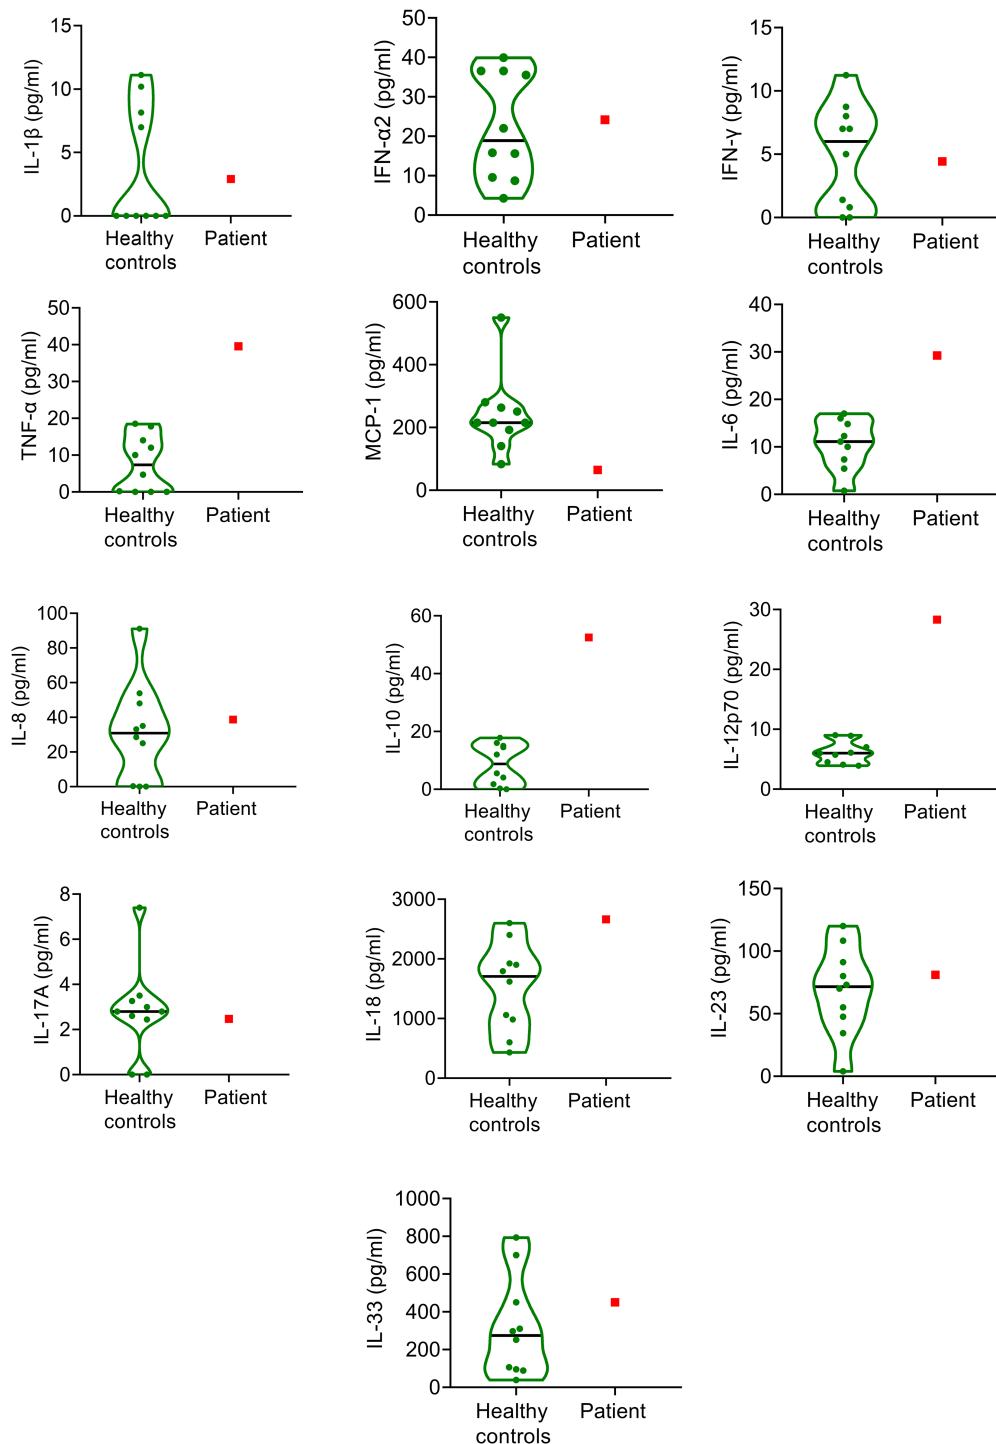 IL-1β (pg/ml)
15
10
5
0
Healthy
controls
Patient
IFN-α2 (pg/ml)
50
40
30
20
10
0
Healthy
controls
Patient
IFN-γ (pg/ml)
15
10
5
0
Healthy
controls
Patient
TNF-α (pg/ml)
50
40
30
20
10
0
Healthy
controls
Patient
MCP-1 (pg/ml)
600
400
200
0
Healthy
controls
Patient
IL-6 (pg/ml)
40
30
20
10
0
Healthy
controls
Patient
IL-8 (pg/ml)
100
80
60
40
20
0
Healthy
controls
Patient
IL-10 (pg/ml)
60
40
20
0
Healthy
controls
Patient
IL-12p70 (pg/ml)
30
20
10
0
Healthy
controls
Patient
IL-17A (pg/ml)
8
6
4
2
0
Healthy
controls
Patient
IL-18 (pg/ml)
3000
2000
1000
0
Healthy
controls
Patient
IL-23 (pg/ml)
150
100
50
0
Healthy
controls
Patient
IL-33 (pg/ml)
1000
800
600
400
200
0
Healthy
controls
Patient